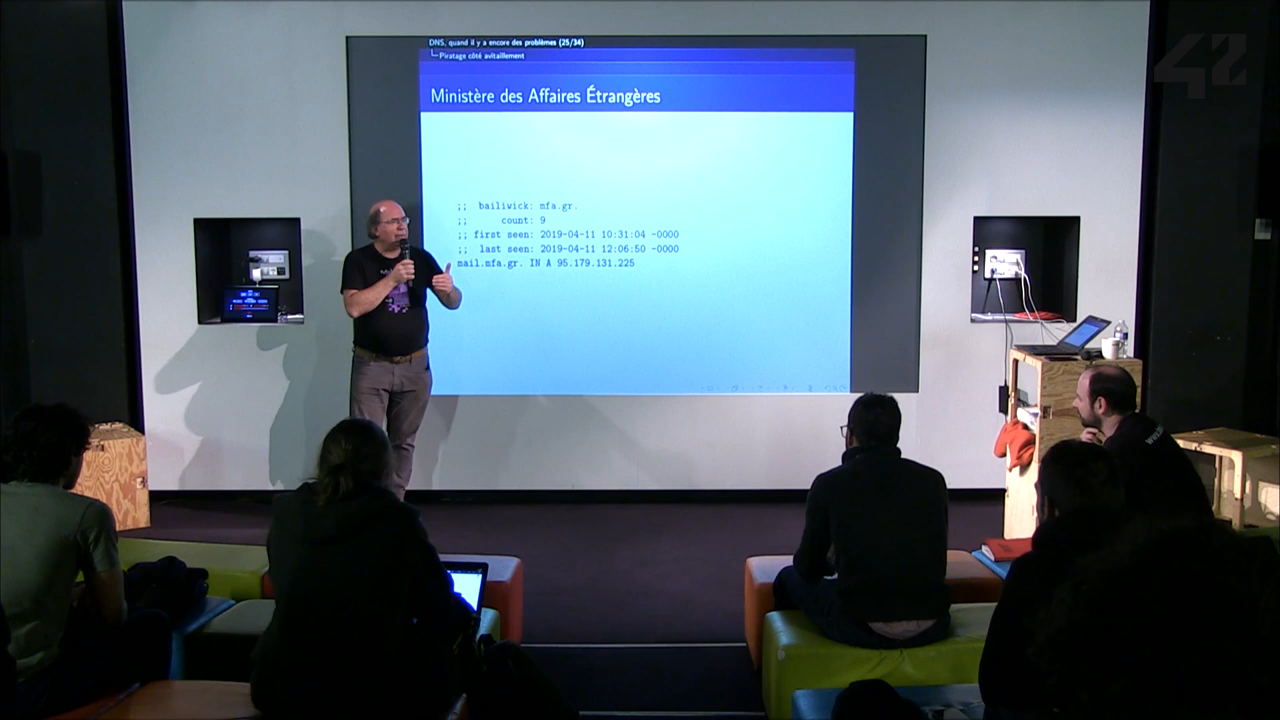 42
DNS, quand il y a encore des problèmes (25/34)
Piratage côté avitaillement
Ministère des Affaires Étrangères
;; bailiwick: mfa.gr.
;; count: 9
;; first seen: 2019-04-11 10:31:04 -0000
;; last seen: 2019-04-11 12:06:50 -0000
mail.mfa.gr. IN A 95.179.131.225